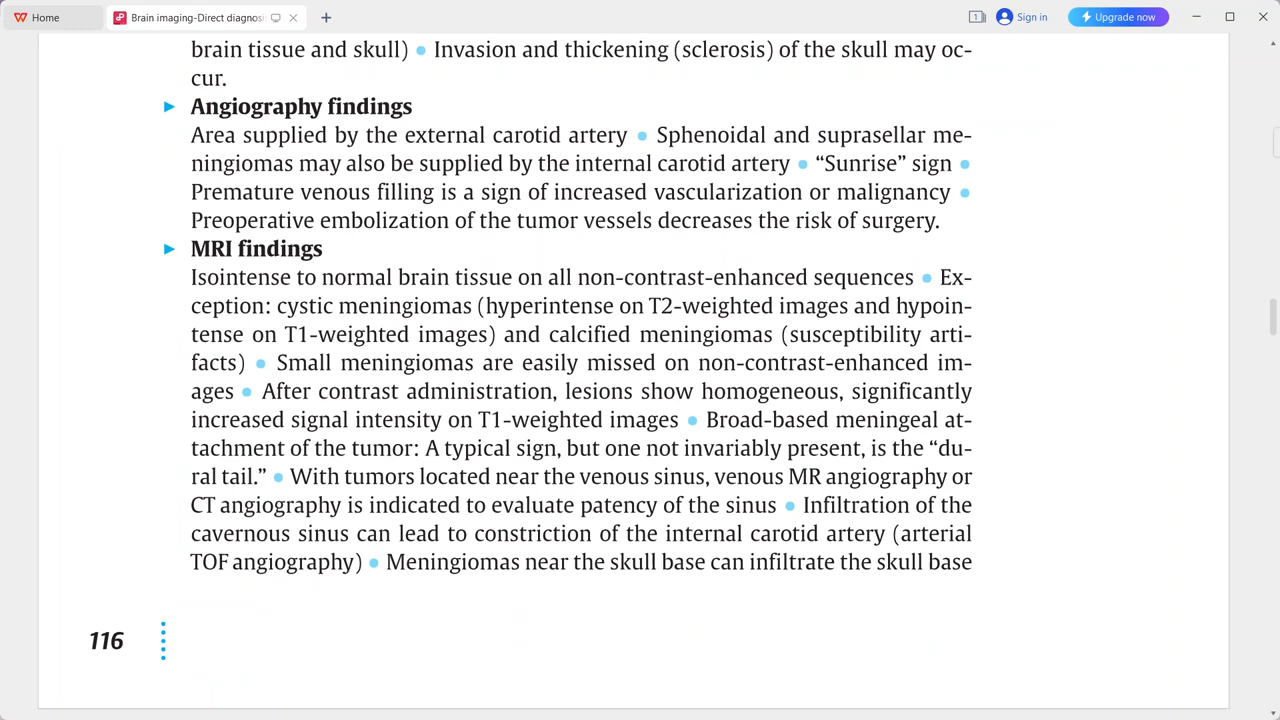 Home
Brain imaging-Direct diagnosi
1
Sign in
Upgrade now
brain tissue and skull) • Invasion and thickening (sclerosis) of the skull may oc-
cur.
► Angiography findings
Area supplied by the external carotid artery • Sphenoidal and suprasellar me-
ningiomas may also be supplied by the internal carotid artery • “Sunrise” sign •
Premature venous filling is a sign of increased vascularization or malignancy •
Preoperative embolization of the tumor vessels decreases the risk of surgery.
► MRI findings
Isointense to normal brain tissue on all non-contrast-enhanced sequences • Ex-
ception: cystic meningiomas (hyperintense on T2-weighted images and hypoin-
tense on T1-weighted images) and calcified meningiomas (susceptibility arti-
facts) • Small meningiomas are easily missed on non-contrast-enhanced im-
ages • After contrast administration, lesions show homogeneous, significantly
increased signal intensity on T1-weighted images • Broad-based meningeal at-
tachment of the tumor: A typical sign, but one not invariably present, is the “du-
ral tail.” • With tumors located near the venous sinus, venous MR angiography or
CT angiography is indicated to evaluate patency of the sinus • Infiltration of the
cavernous sinus can lead to constriction of the internal carotid artery (arterial
TOF angiography) • Meningiomas near the skull base can infiltrate the skull base
116